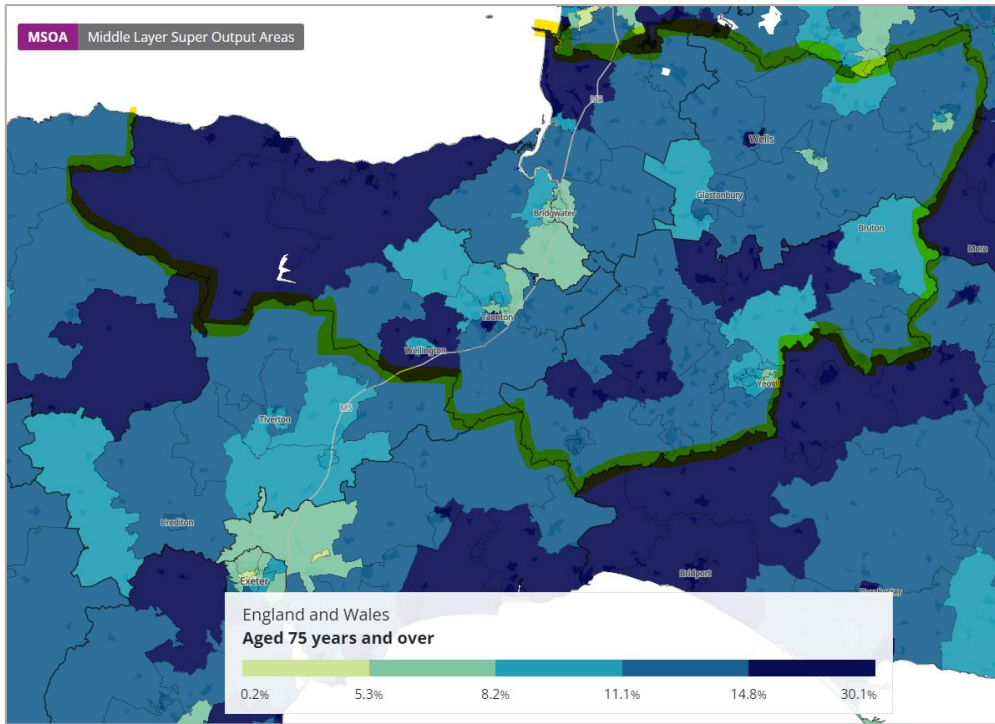 MSOA Middle Layer Super Output Areas
M5
Wells
Glastonbury
Bridgwater
Bruton
Mere
Taunton
Wellington
Yeovil
M5
Tiverton
Crediton
Exeter
Bridport
England and Wales
Aged 75 years and over
0.2% 5.3% 8.2% 11.1% 14.8% 30.1%